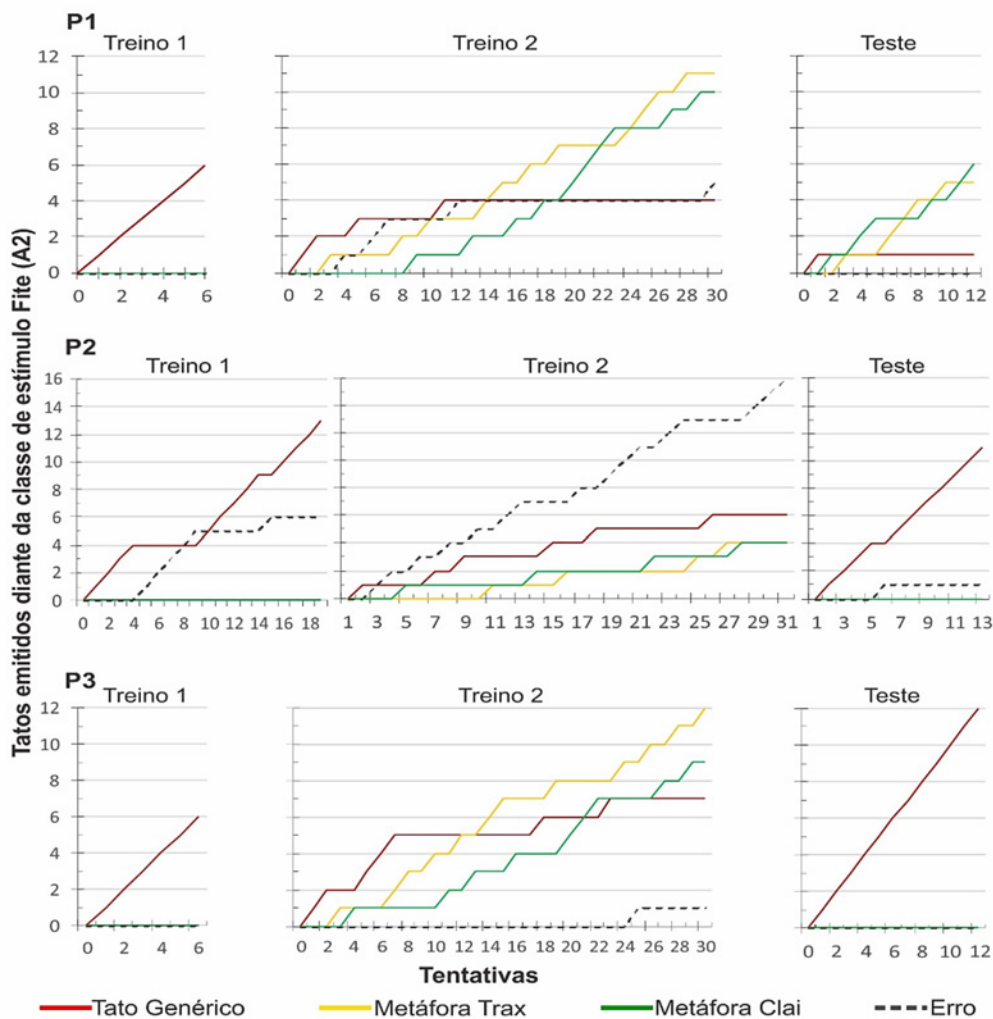 P1
Treino 1
Treino 2
Teste
12
10
8
6
4
2
0
0 2 4 6
0 2 4 6 8 10 12 14 16 18 20 22 24 26 28 30
0 2 4 6 8 10 12
P2
Treino 1
Treino 2
Teste
16
14
12
10
8
6
4
2
0
0 2 4 6 8 10 12 14 16 18
1 3 5 7 9 11 13 15 17 19 21 23 25 27 29 31
1 3 5 7 9 11 13
P3
Treino 1
Treino 2
Teste
12
10
8
6
4
2
0
0 2 4 6
0 2 4 6 8 10 12 14 16 18 20 22 24 26 28 30
0 2 4 6 8 10 12
Tatos emitidos diante da classe de estímulo Fite (A2)
Tentativas
Tato Genérico Metáfora Trax Metáfora Clai Erro